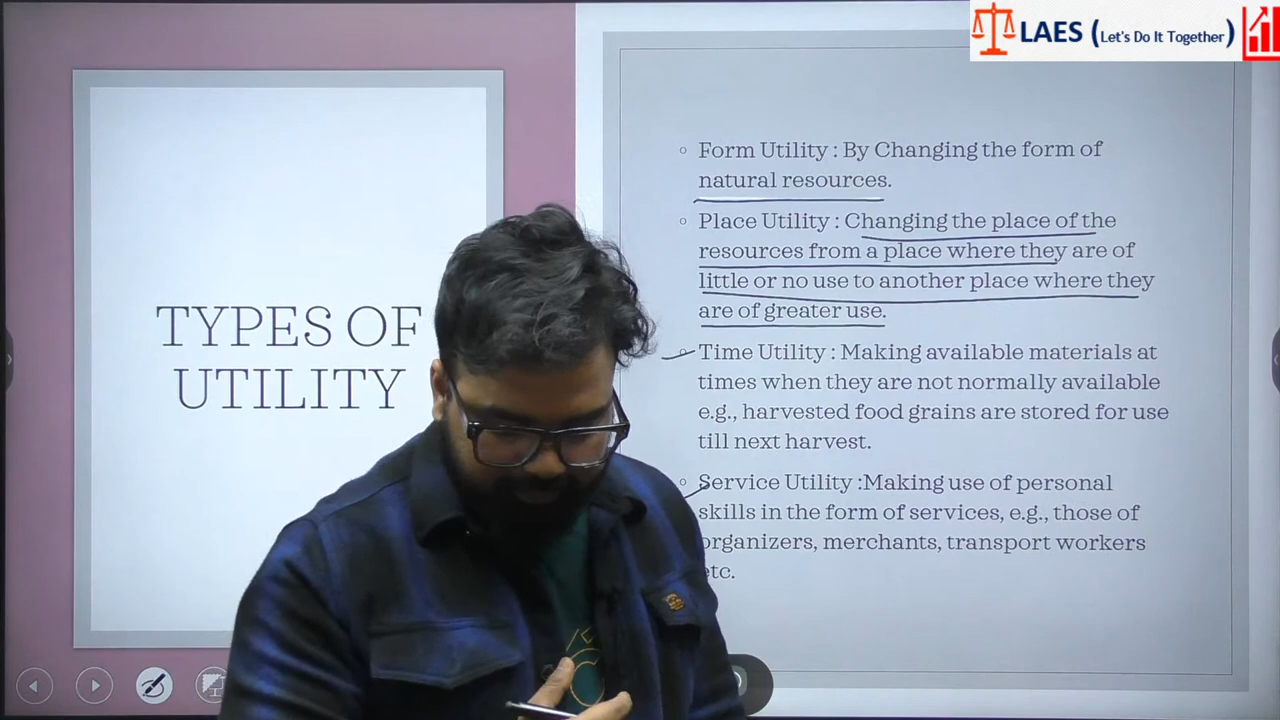 LAES (Let's Do It Together)
TYPES OF
UTILITY
◦ Form Utility : By Changing the form of
natural resources.
◦ Place Utility : Changing the place of the
resources from a place where they are of
little or no use to another place where they
are of greater use.
◦ Time Utility : Making available materials at
times when they are not normally available
e.g., harvested food grains are stored for use
till next harvest.
◦ Service Utility :Making use of personal
skills in the form of services, e.g., those of
organizers, merchants, transport workers
etc.